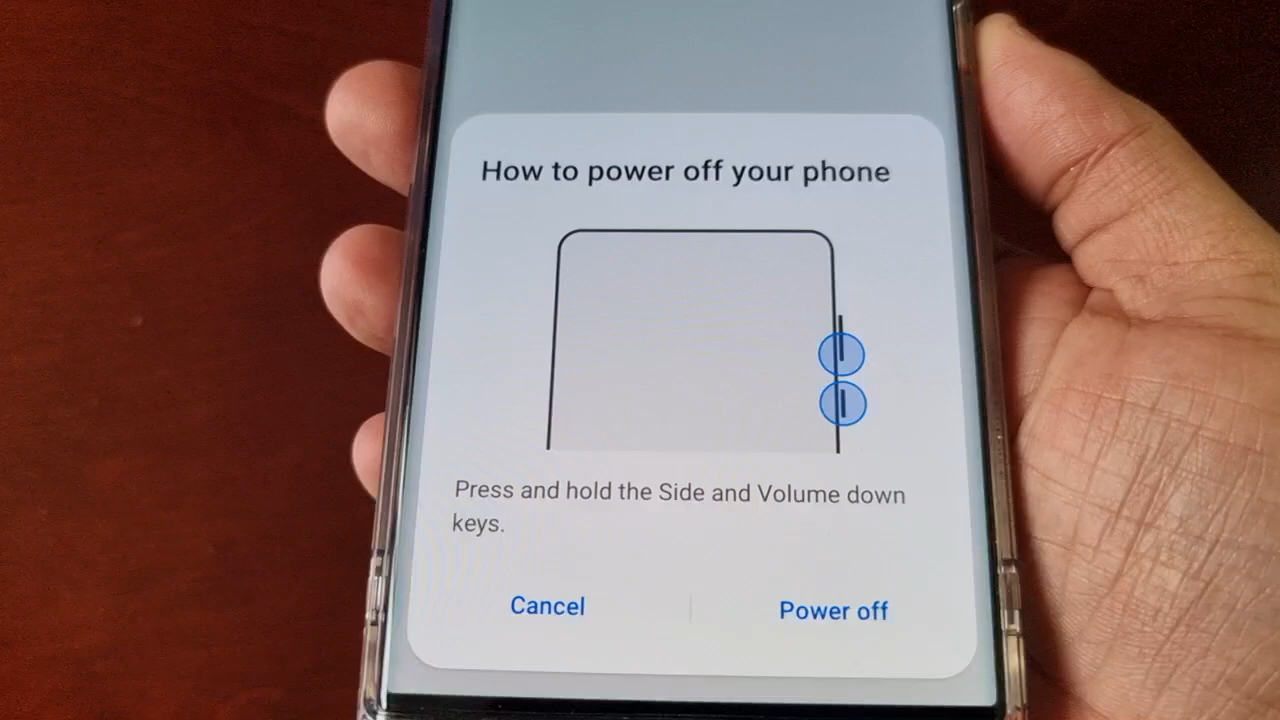 How to power off your phone
Press and hold the Side and Volume down
keys.
Cancel
Power off